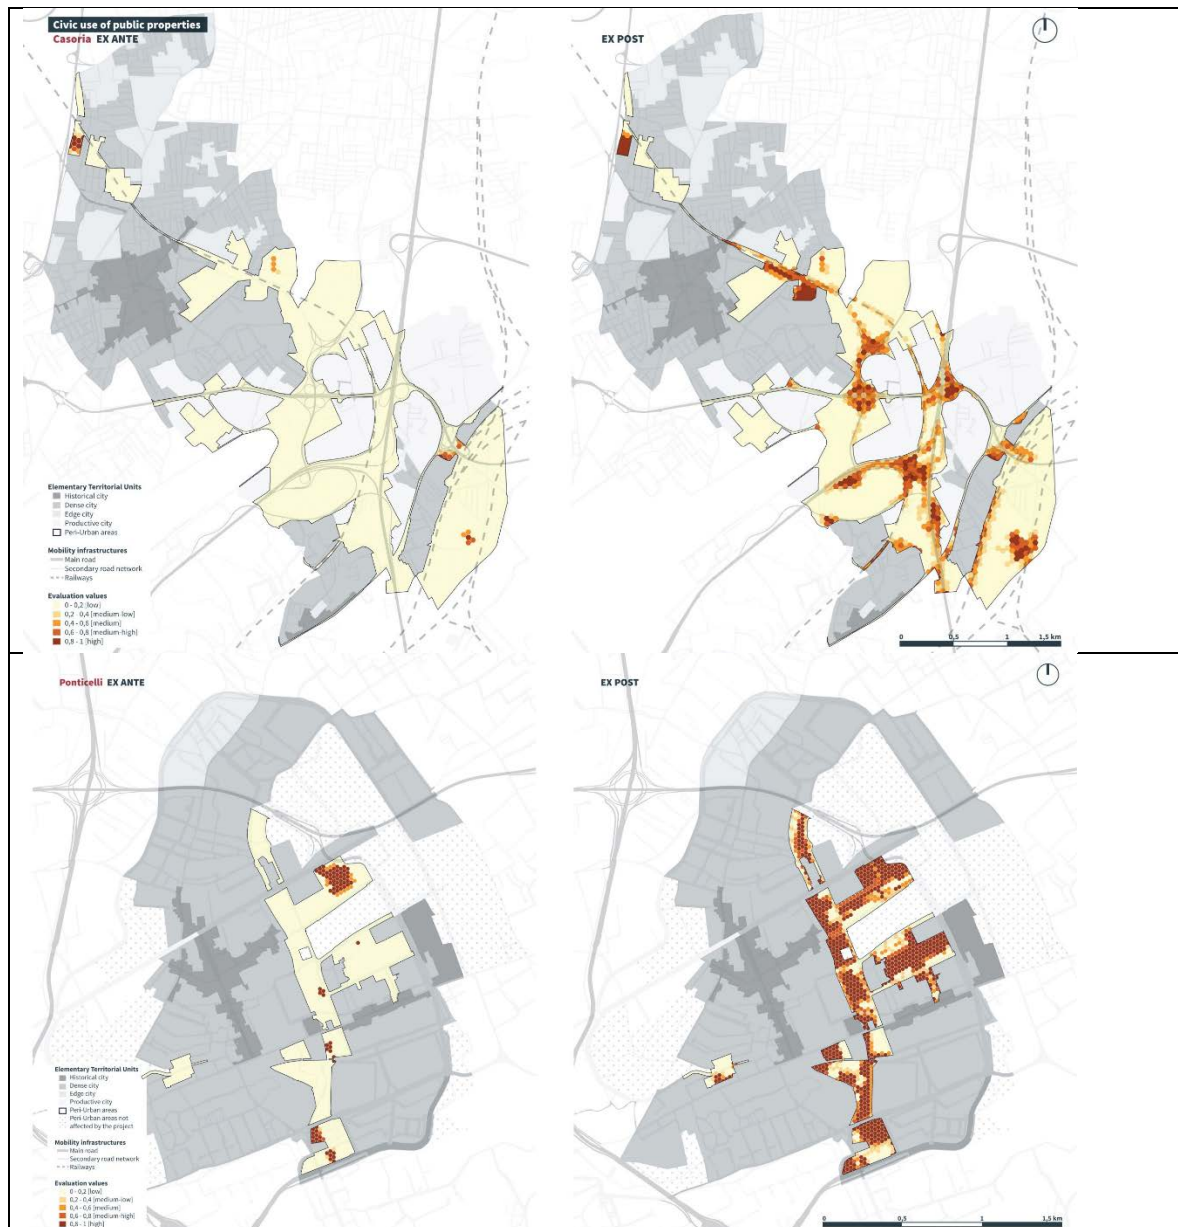 Civic use of public properties
Casoria EX ANTE
EX POST
Elementary Territorial Units
Historical city
Dense city
Edge city
Productive city
Peri-Urban areas
Mobility infrastructures
Main road
Secondary road network
Railways
Evaluation values
0 - 0,2 [low]
0,2 - 0,4 [medium-low]
0,4 - 0,6 [medium]
0,6 - 0,8 [medium-high]
0,8 - 1 [high]
0 0,5 1 1,5 km
Ponticelli EX ANTE
EX POST
Elementary Territorial Units
Historical city
Dense city
Edge city
Productive city
Peri-Urban areas
Peri-Urban areas not
affected by the project
Mobility infrastructures
Main road
Secondary road network
Railways
Evaluation values
0 - 0,2 [low]
0,2 - 0,4 [medium-low]
0,4 - 0,6 [medium]
0,6 - 0,8 [medium-high]
0,8 - 1 [high]
0 0,5 1 1,5 km